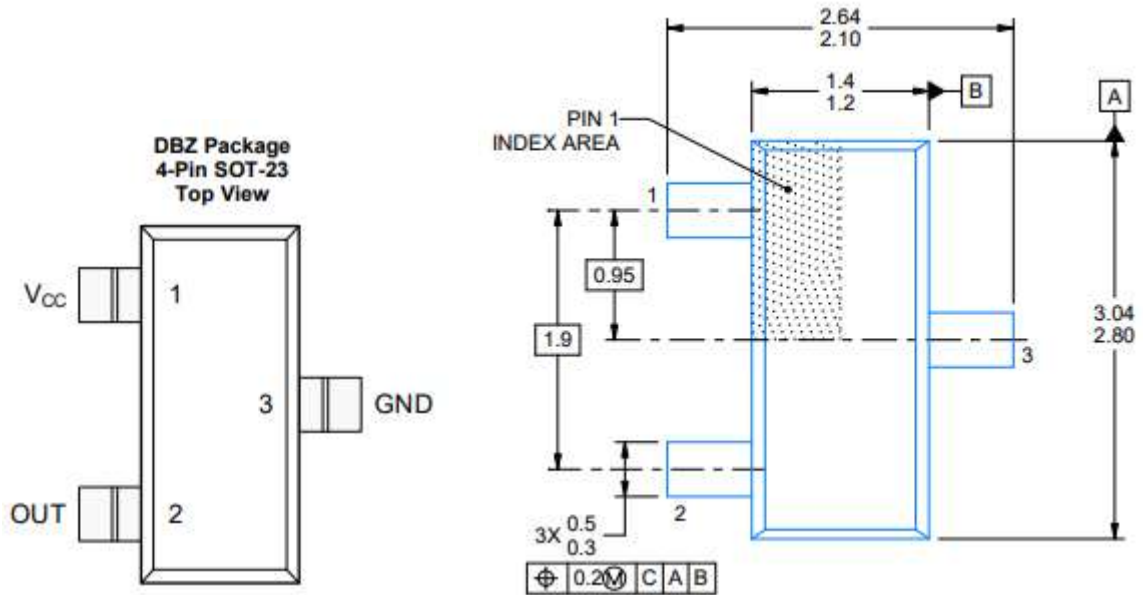 DBZ Package
4-Pin SOT-23
Top View
VCC
1
3
GND
OUT
2
2.64
2.10
1.4
1.2
B
A
PIN 1
INDEX AREA
1
0.95
1.9
3.04
2.80
3
2
3X 0.5
0.3
⌖ 0.2Ⓜ C A B